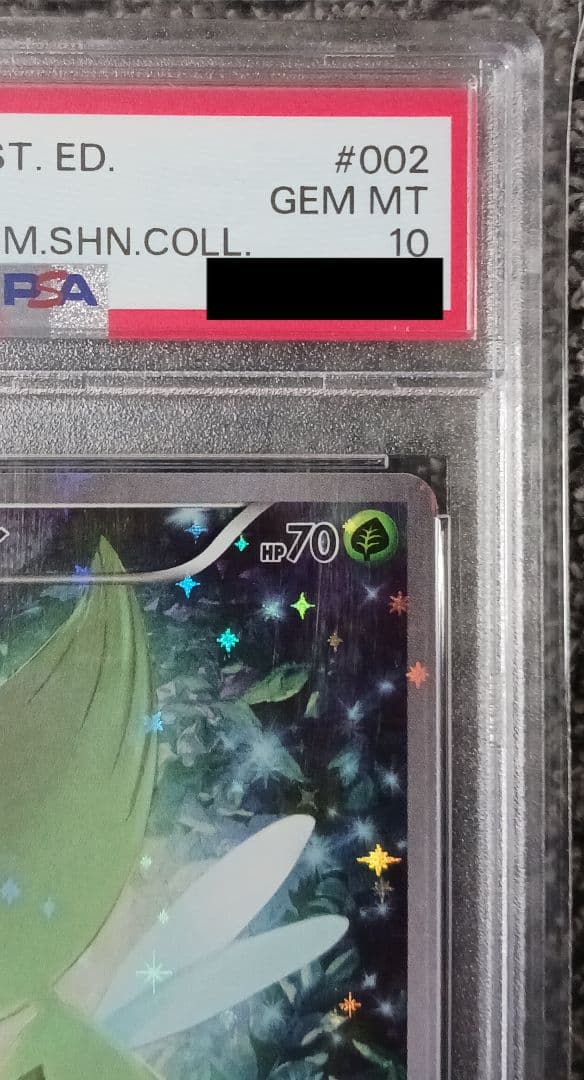 ST. ED.
#002
GEM MT
M.SHN.COLL.
10
PSA
HP70